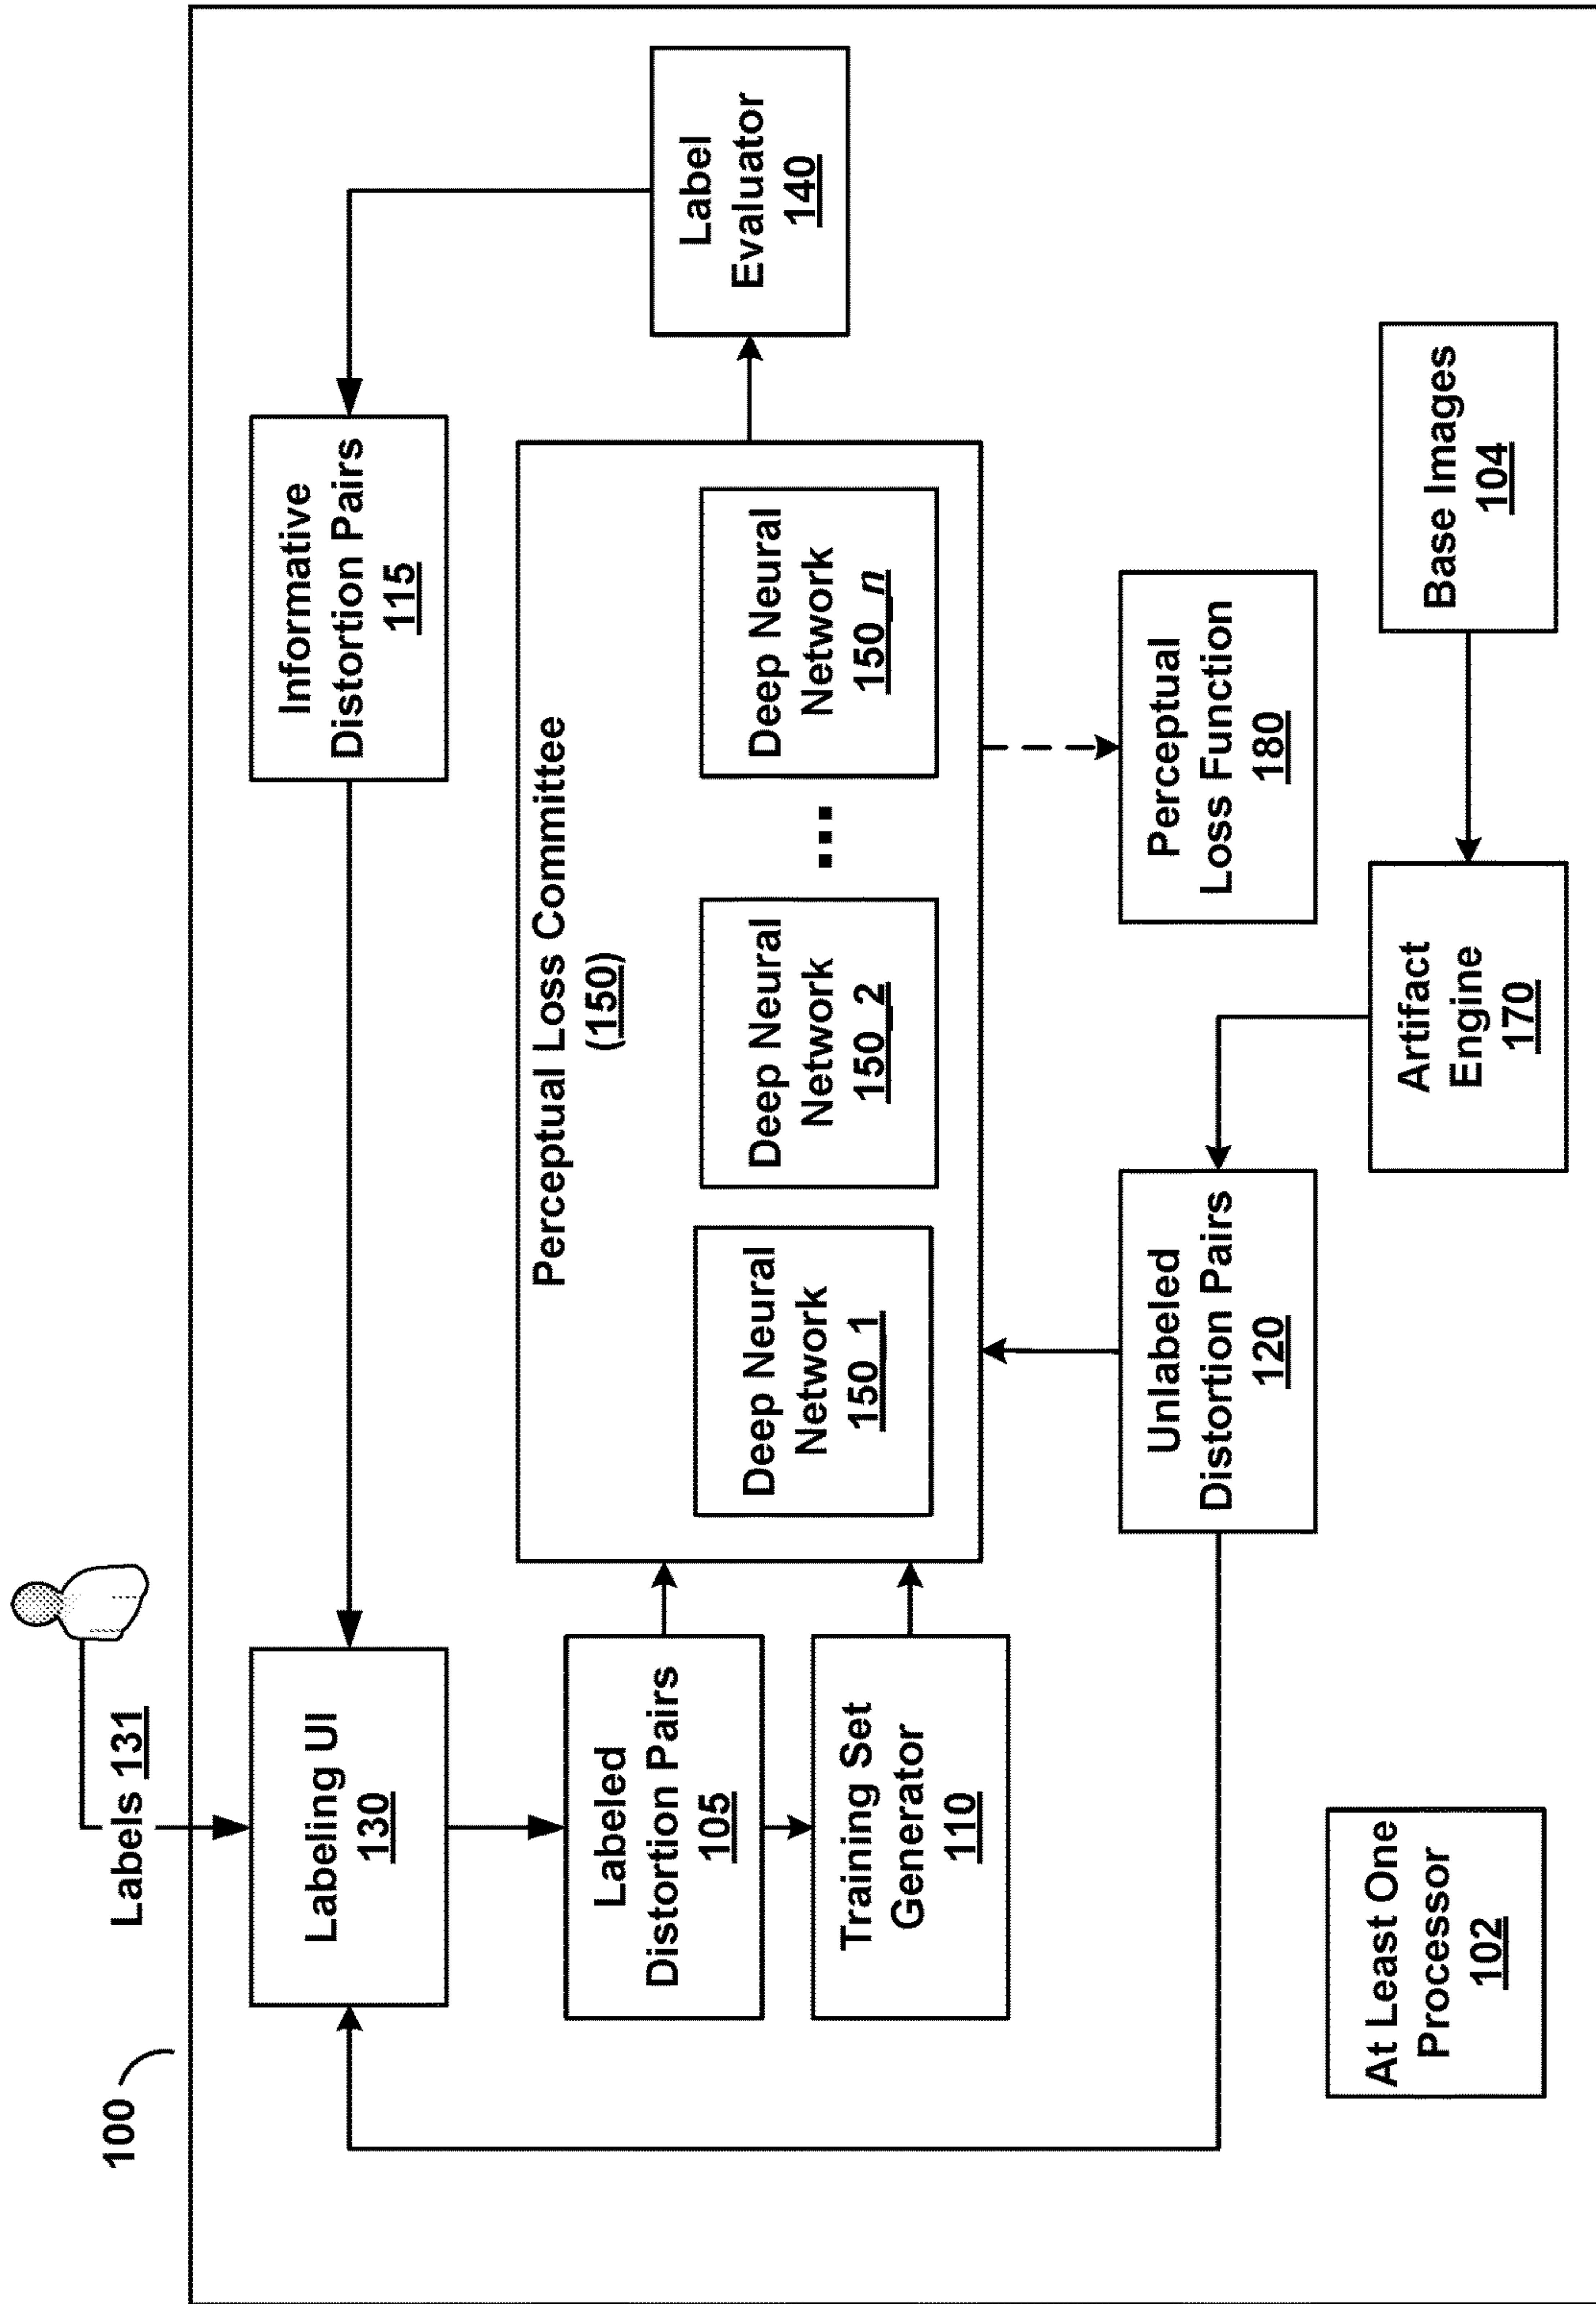 100
Labels 131
Labeling UI
130
Informative
Distortion Pairs
115
Labeled
Distortion Pairs
105
Training Set
Generator
110
Perceptual Loss Committee
(150)
Deep Neural
Network
150_1
Deep Neural
Network
150_2
...
Deep Neural
Network
150_n
Label
Evaluator
140
Unlabeled
Distortion Pairs
120
Perceptual
Loss Function
180
At Least One
Processor
102
Artifact
Engine
170
Base Images
104